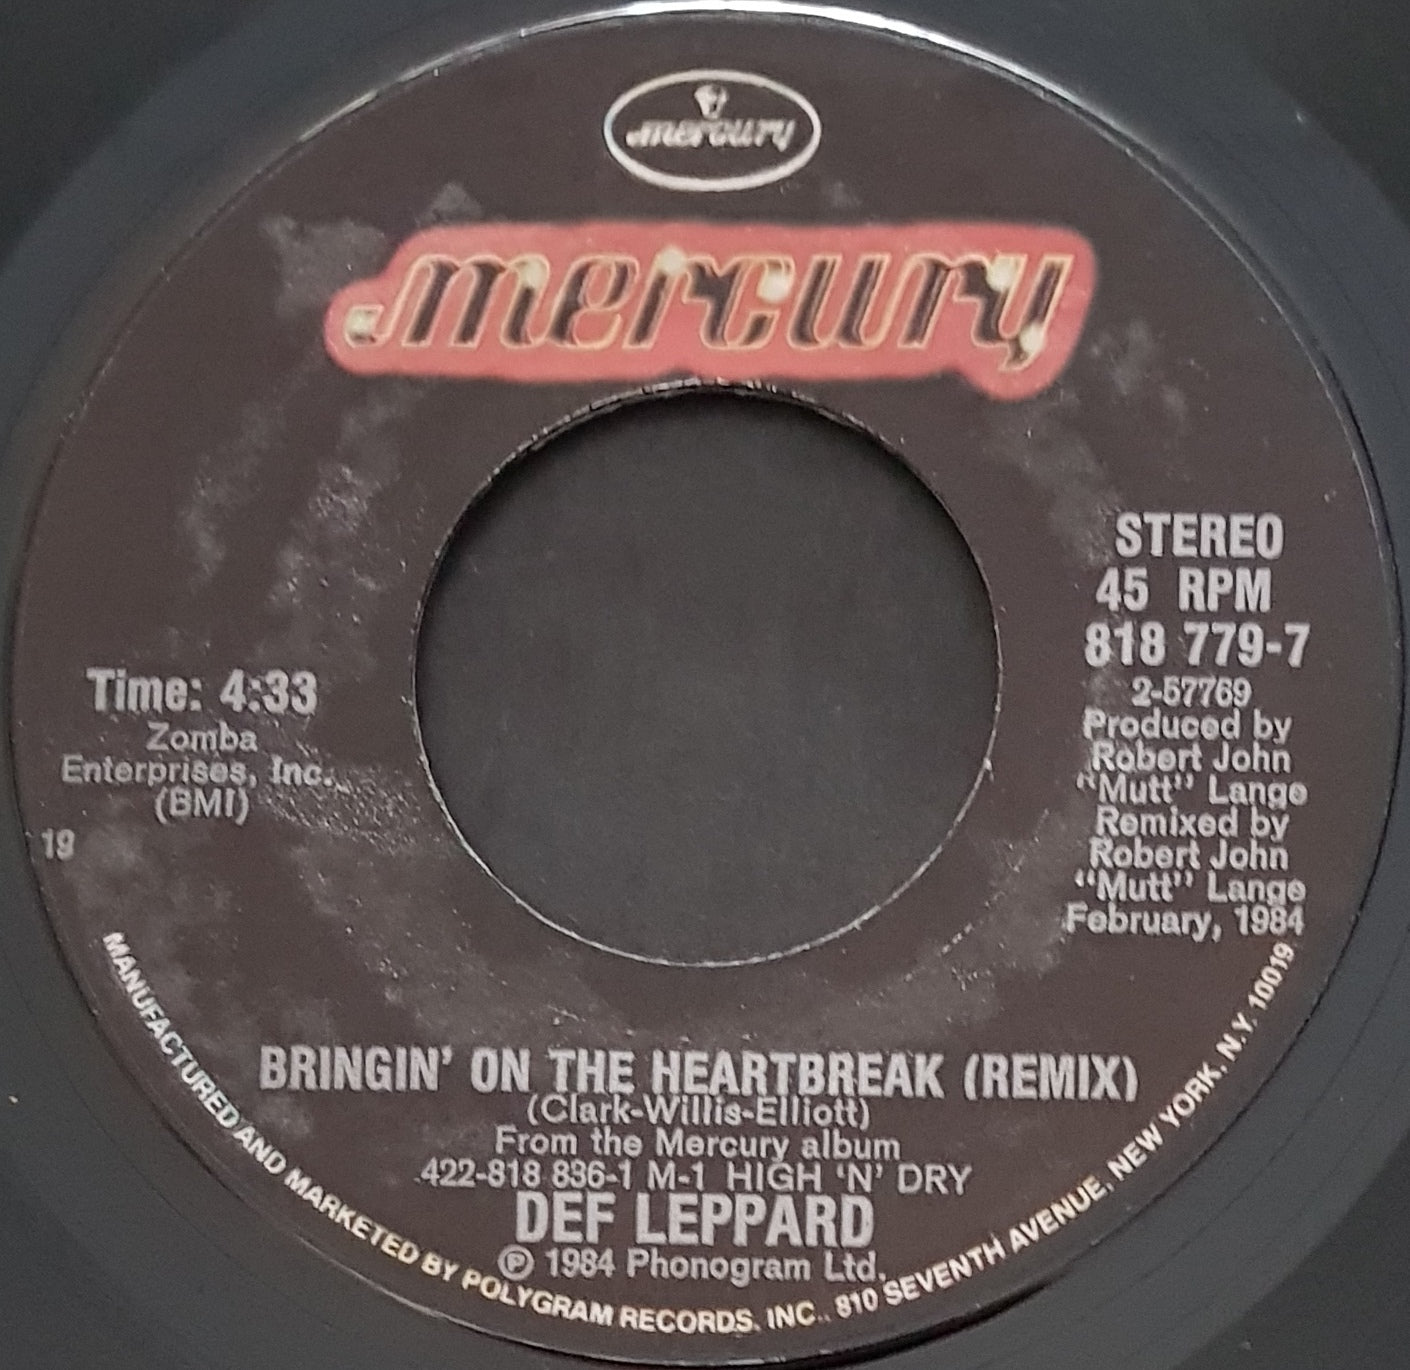 mercury
mercury
STEREO
45 RPM
818 779-7
2-57769
Produced by
Robert John
"Mutt" Lange
Remixed by
Robert John
"Mutt" Lange
February, 1984
Time: 4:33
Zomba
Enterprises, Inc.
(BMI)
19
BRINGIN' ON THE HEARTBREAK (REMIX)
(Clark-Willis-Elliott)
From the Mercury album
422-818 836-1 M-1 HIGH 'N' DRY
DEF LEPPARD
℗ 1984 Phonogram Ltd.
MANUFACTURED AND MARKETED BY POLYGRAM RECORDS, INC., 810 SEVENTH AVENUE, NEW YORK, N.Y. 10019